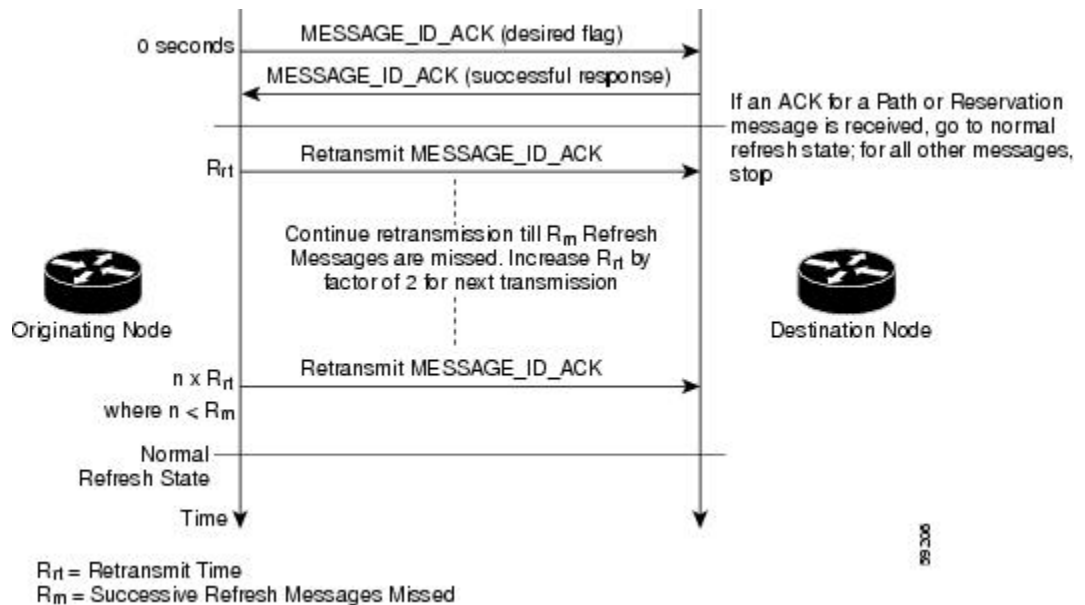 0 seconds
MESSAGE_ID_ACK (desired flag)
MESSAGE_ID_ACK (successful response)
If an ACK for a Path or Reservation
message is received, go to normal
refresh state; for all other messages,
stop
Rrt
Retransmit MESSAGE_ID_ACK
Continue retransmission till Rm Refresh
Messages are missed. Increase Rrt by
factor of 2 for next transmission
Originating Node
Destination Node
n x Rrt
where n < Rm
Retransmit MESSAGE_ID_ACK
Normal
Refresh State
Time
59206
Rrt = Retransmit Time
Rm = Successive Refresh Messages Missed